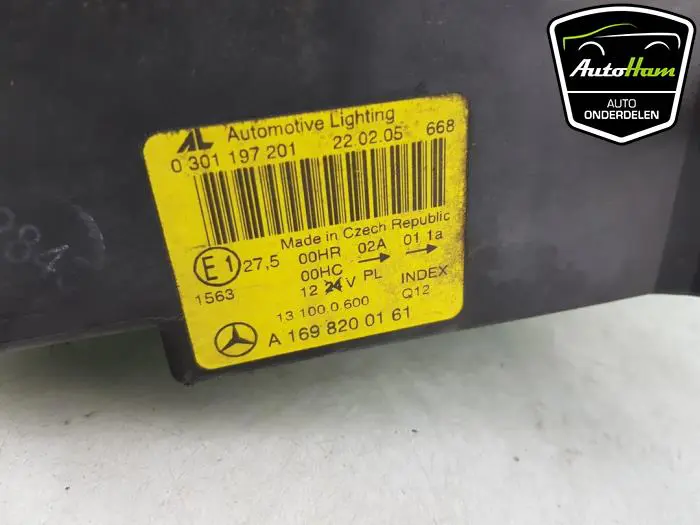 AutoHam
AUTO
ONDERDELEN
AL Automotive Lighting
0 301 197 201 22.02.05 668
Made in Czech Republic
E1 27,5 00HR 02A 01 1a
1563 00HC → → 
12 24 V PL INDEX
13 100 0.600 Q12
A 169 820 01 61